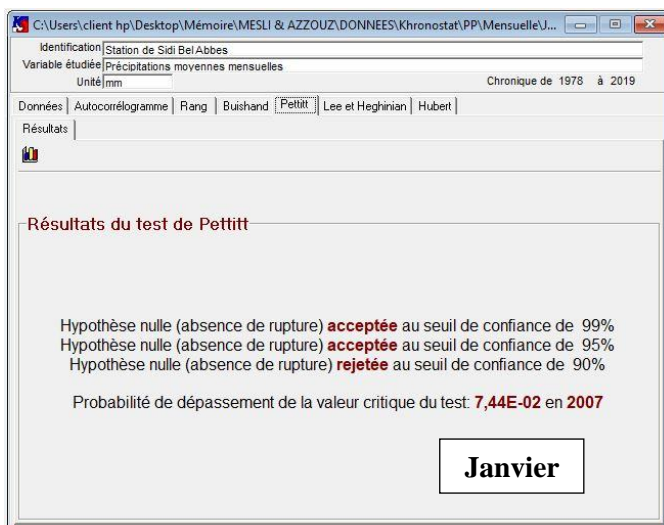 C:\Users\client hp\Desktop\Mémoire\MESLI & AZZOUZ\DONNEES\Khronostat\PP\Mensuelle\J...
Identification Station de Sidi Bel Abbes
Variable étudiée Précipitations moyennes mensuelles
Unité mm Chronique de 1978 à 2019
Données Autocorrélogramme Rang Buishand Pettitt Lee et Heghinian Hubert
Résultats
Résultats du test de Pettitt
Hypothèse nulle (absence de rupture) acceptée au seuil de confiance de 99%
Hypothèse nulle (absence de rupture) acceptée au seuil de confiance de 95%
Hypothèse nulle (absence de rupture) rejetée au seuil de confiance de 90%
Probabilité de dépassement de la valeur critique du test: 7,44E-02 en 2007
Janvier